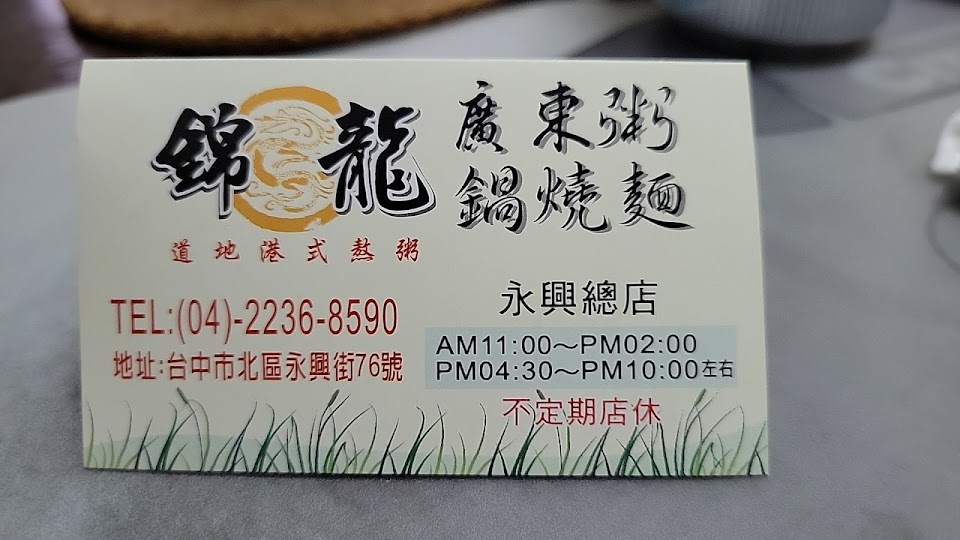 錦龍
廣東粥
鍋燒麵
道地港式熬粥
永興總店
TEL:(04)-2236-8590
地址:台中市北區永興街76號
AM11:00～PM02:00
PM04:30～PM10:00左右
不定期店休